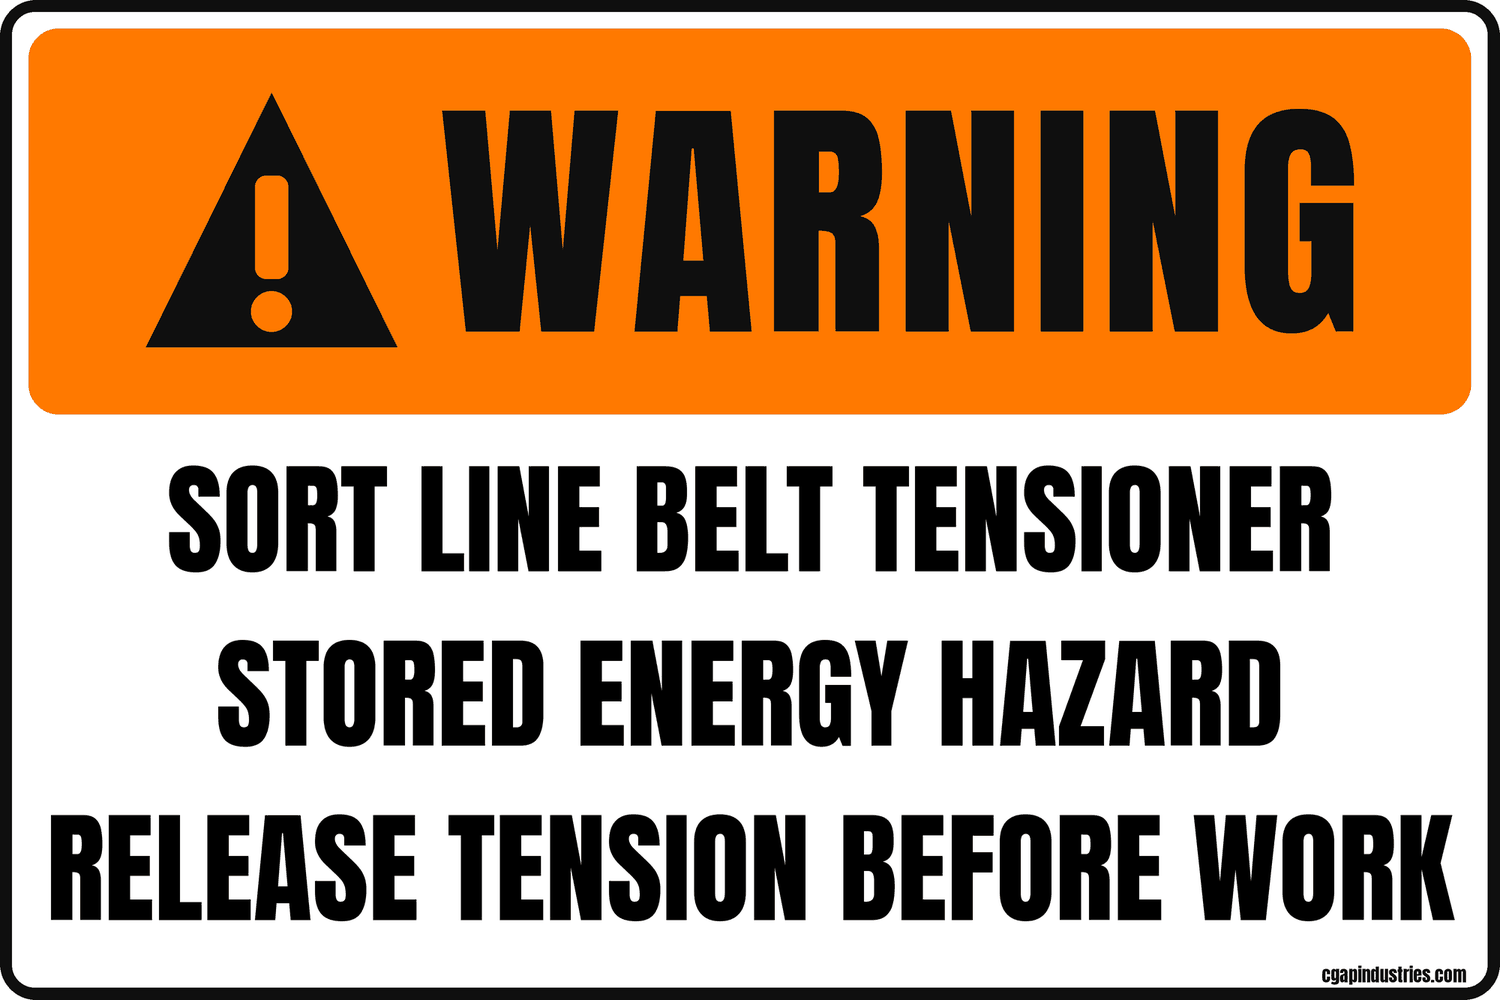 WARNING
SORT LINE BELT TENSIONER
STORED ENERGY HAZARD
RELEASE TENSION BEFORE WORK
cgapindustries.com